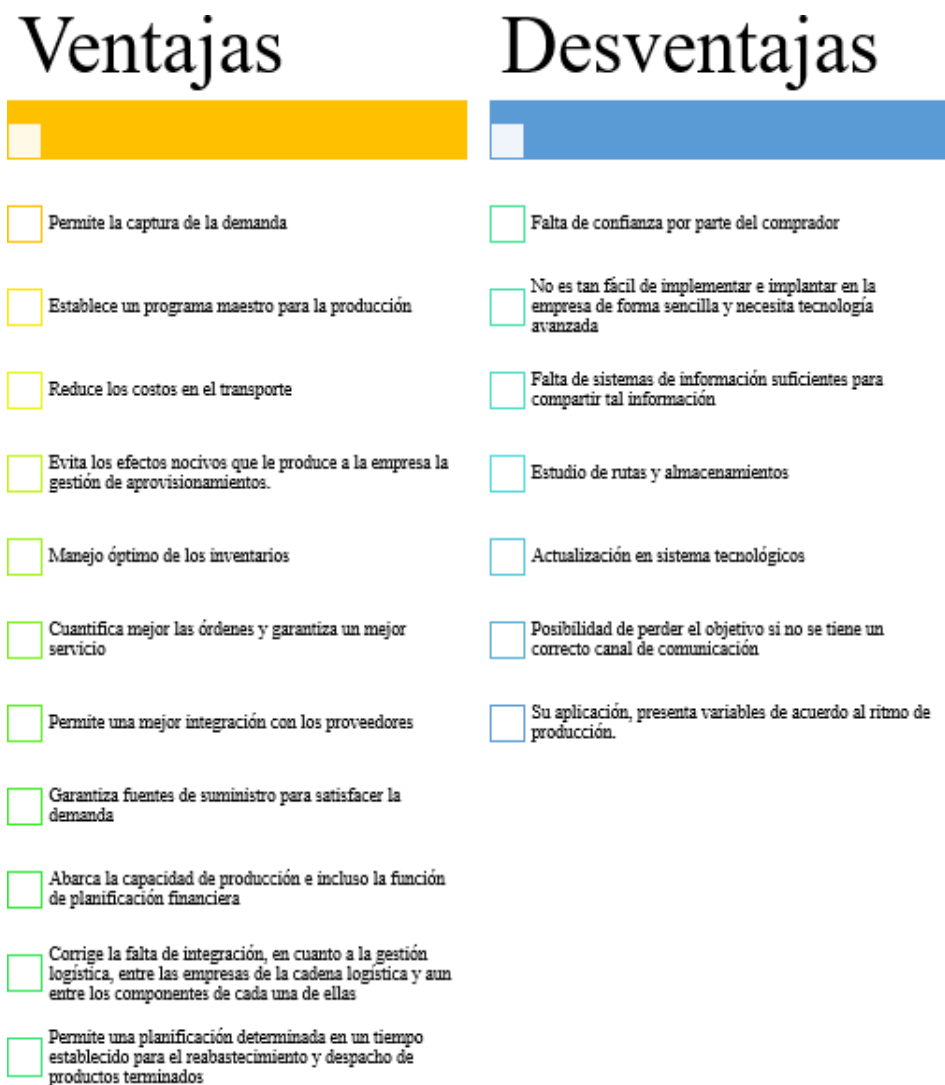 Ventajas
Permite la captura de la demanda
Establece un programa maestro para la producción
Reduce los costos en el transporte
Evita los efectos nocivos que le produce a la empresa la
gestión de aprovisionamientos.
Manejo óptimo de los inventarios
Cuantifica mejor las órdenes y garantiza un mejor
servicio
Permite una mejor integración con los proveedores
Garantiza fuentes de suministro para satisfacer la
demanda
Abarca la capacidad de producción e incluso la función
de planificación financiera
Corrige la falta de integración, en cuanto a la gestión
logística, entre las empresas de la cadena logística y aun
entre los componentes de cada una de ellas
Permite una planificación determinada en un tiempo
establecido para el reabastecimiento y despacho de
productos terminados
Desventajas
Falta de confianza por parte del comprador
No es tan fácil de implementar e implantar en la
empresa de forma sencilla y necesita tecnología
avanzada
Falta de sistemas de información suficientes para
compartir tal información
Estudio de rutas y almacenamientos
Actualización en sistema tecnológicos
Posibilidad de perder el objetivo si no se tiene un
correcto canal de comunicación
Su aplicación, presenta variables de acuerdo al ritmo de
producción.